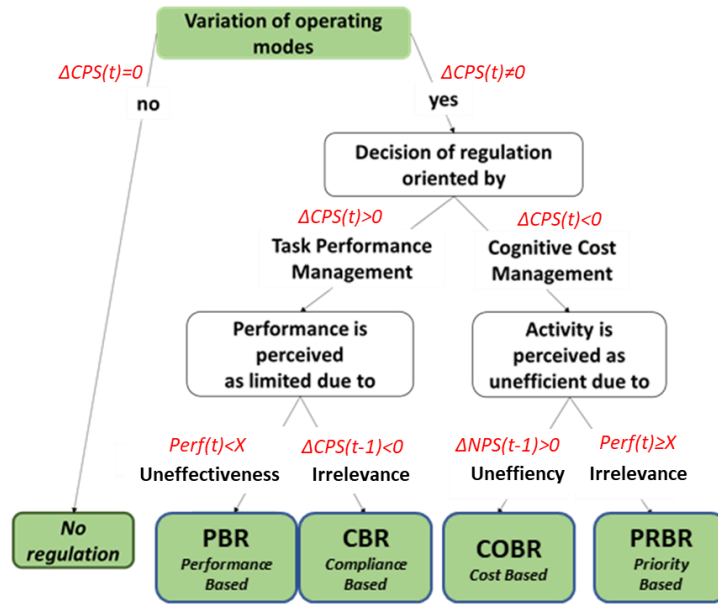 Variation of operating
modes
ΔCPS(t)=0
ΔCPS(t)≠0
no
yes
Decision of regulation
oriented by
ΔCPS(t)>0
ΔCPS(t)<0
Task Performance
Management
Cognitive Cost
Management
Performance is
perceived
as limited due to
Activity is
perceived as
unefficient due to
Perf(t)<X
ΔCPS(t-1)<0
ΔNPS(t-1)>0
Perf(t)≥X
Uneffectiveness
Irrelevance
Uneffiency
Irrelevance
No
regulation
PBR
Performance
Based
CBR
Compliance
Based
COBR
Cost Based
PRBR
Priority
Based